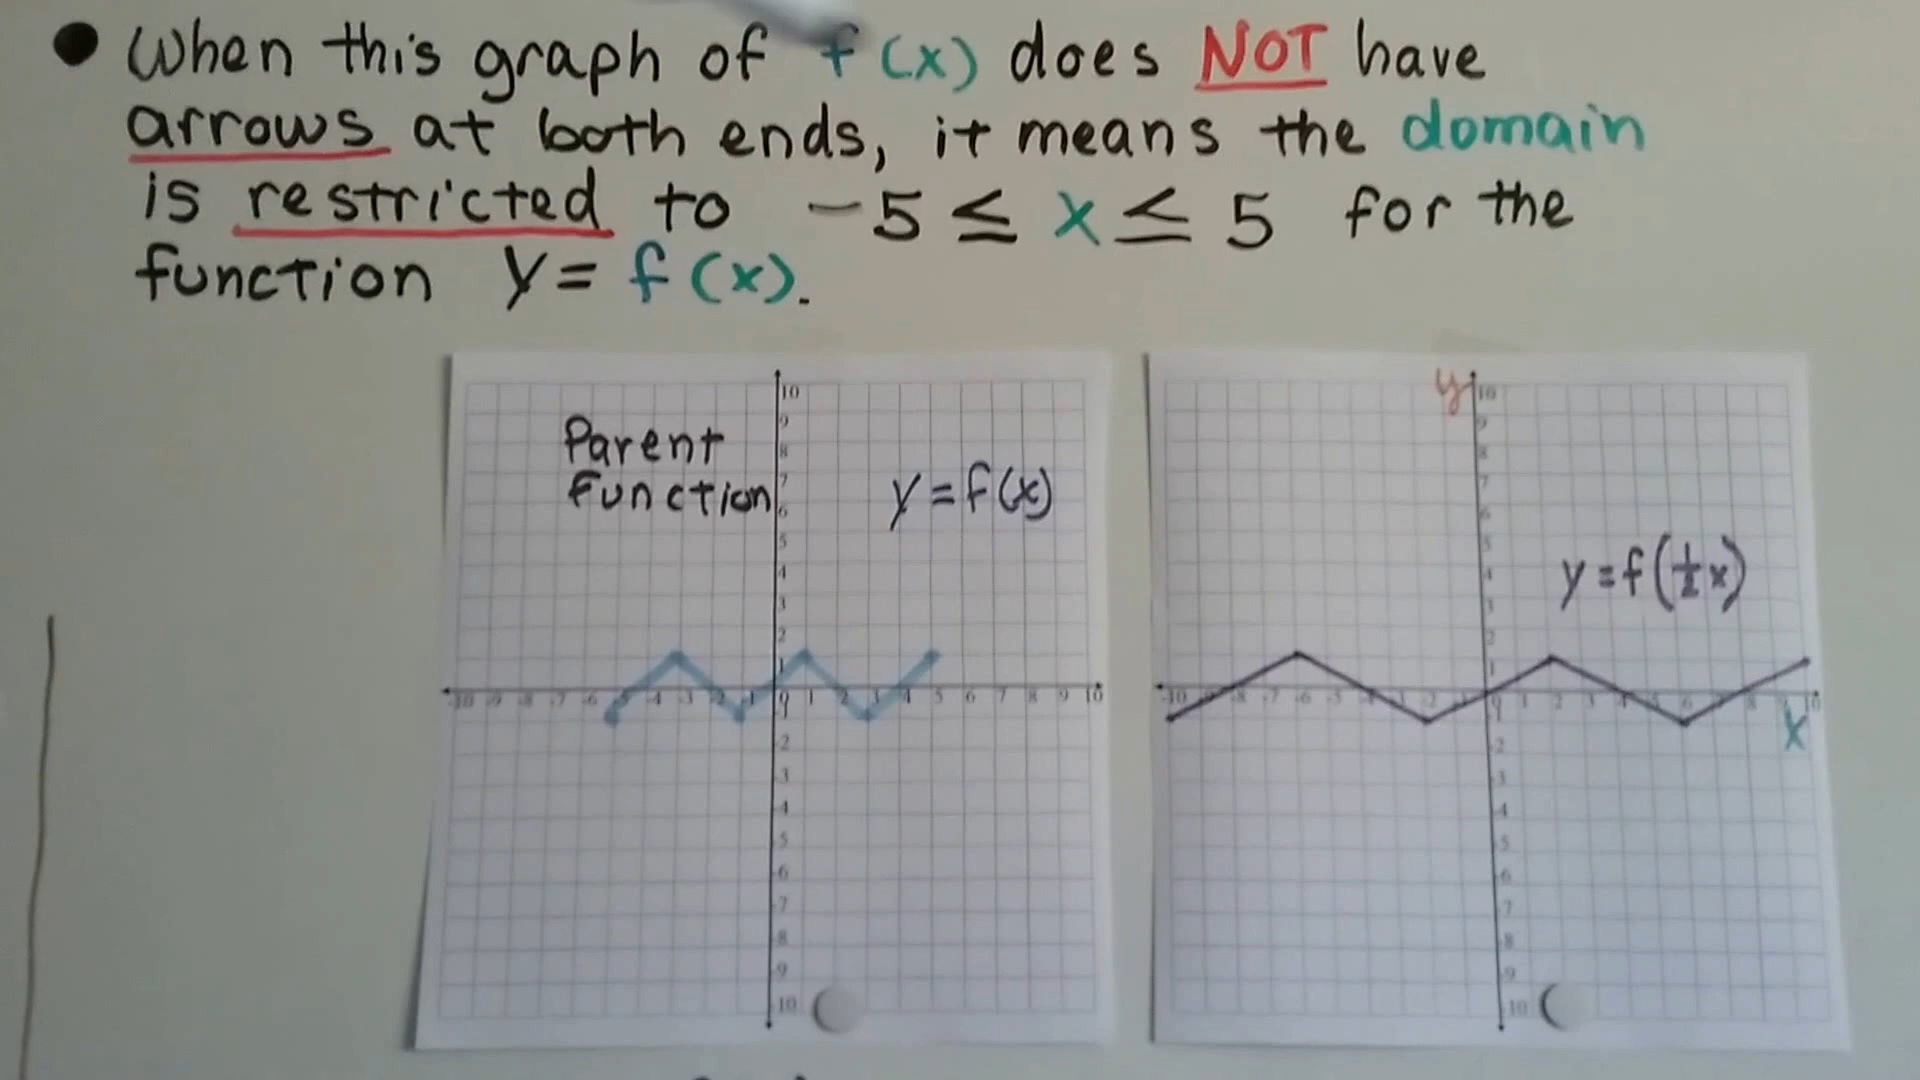 When this graph of f(x) does NOT have
arrows at both ends, it means the domain
is restricted to -5 ≤ x ≤ 5 for the
function y = f(x).
Parent
Function
y = f(x)
y
y = f(½x)
x